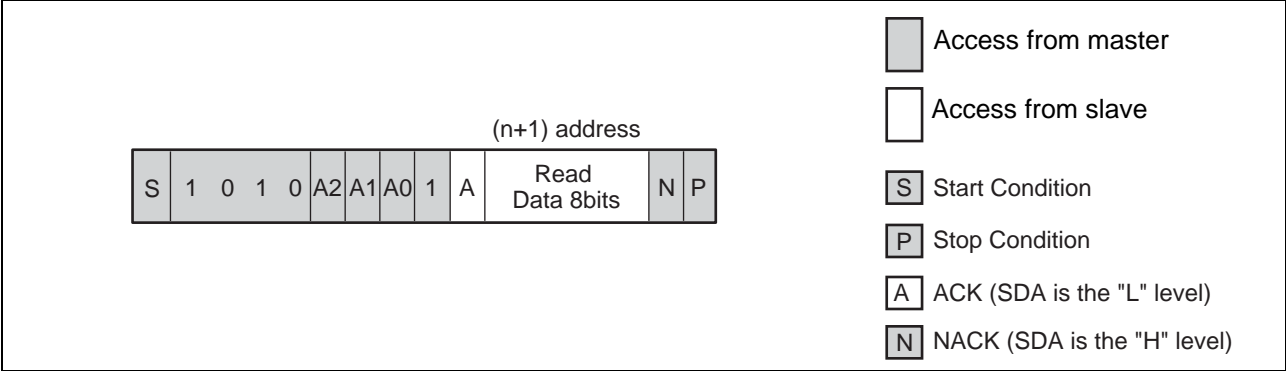 (n+1) address
S 1 0 1 0 A2 A1 A0 1 A Read Data 8bits N P
Access from master
Access from slave
S Start Condition
P Stop Condition
A ACK (SDA is the "L" level)
N NACK (SDA is the "H" level)